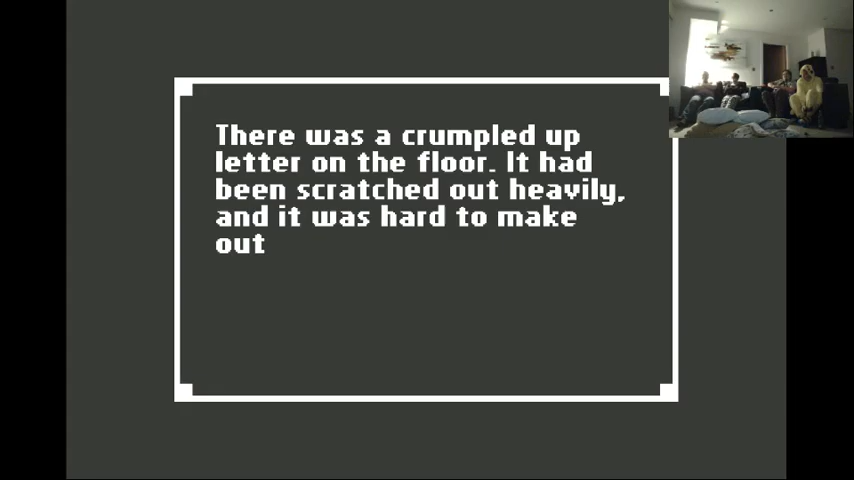 There was a crumpled up
letter on the floor. It had
been scratched out heavily,
and it was hard to make
out